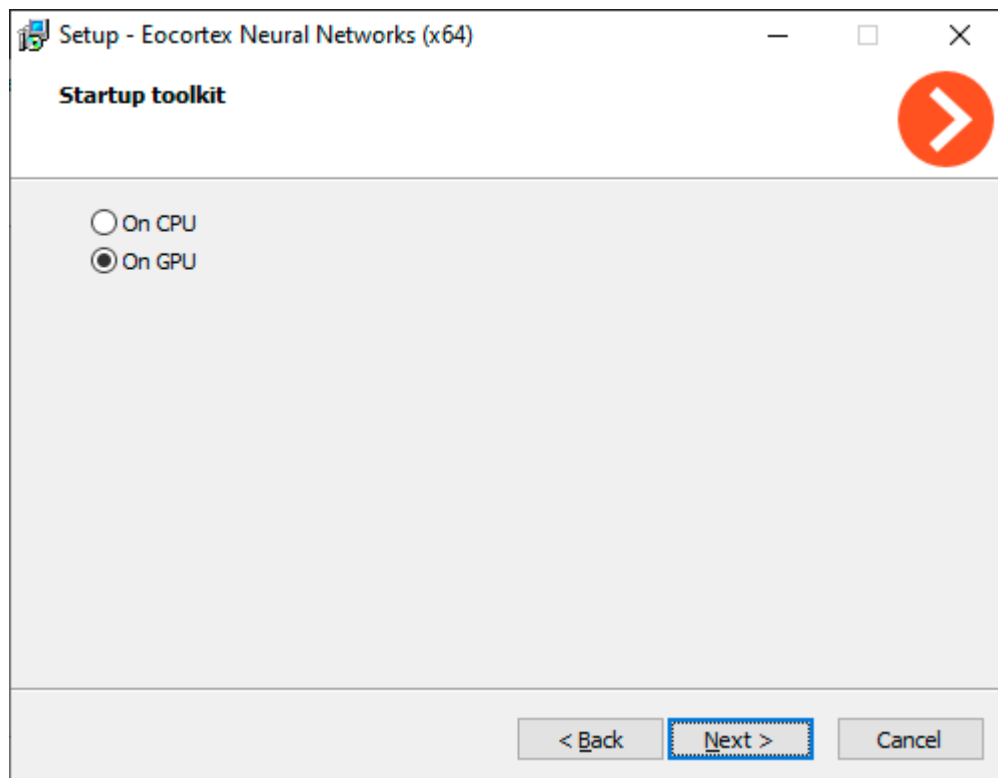 Setup - Eocortex Neural Networks (x64)
Startup toolkit
On CPU
On GPU
< Back
Next >
Cancel